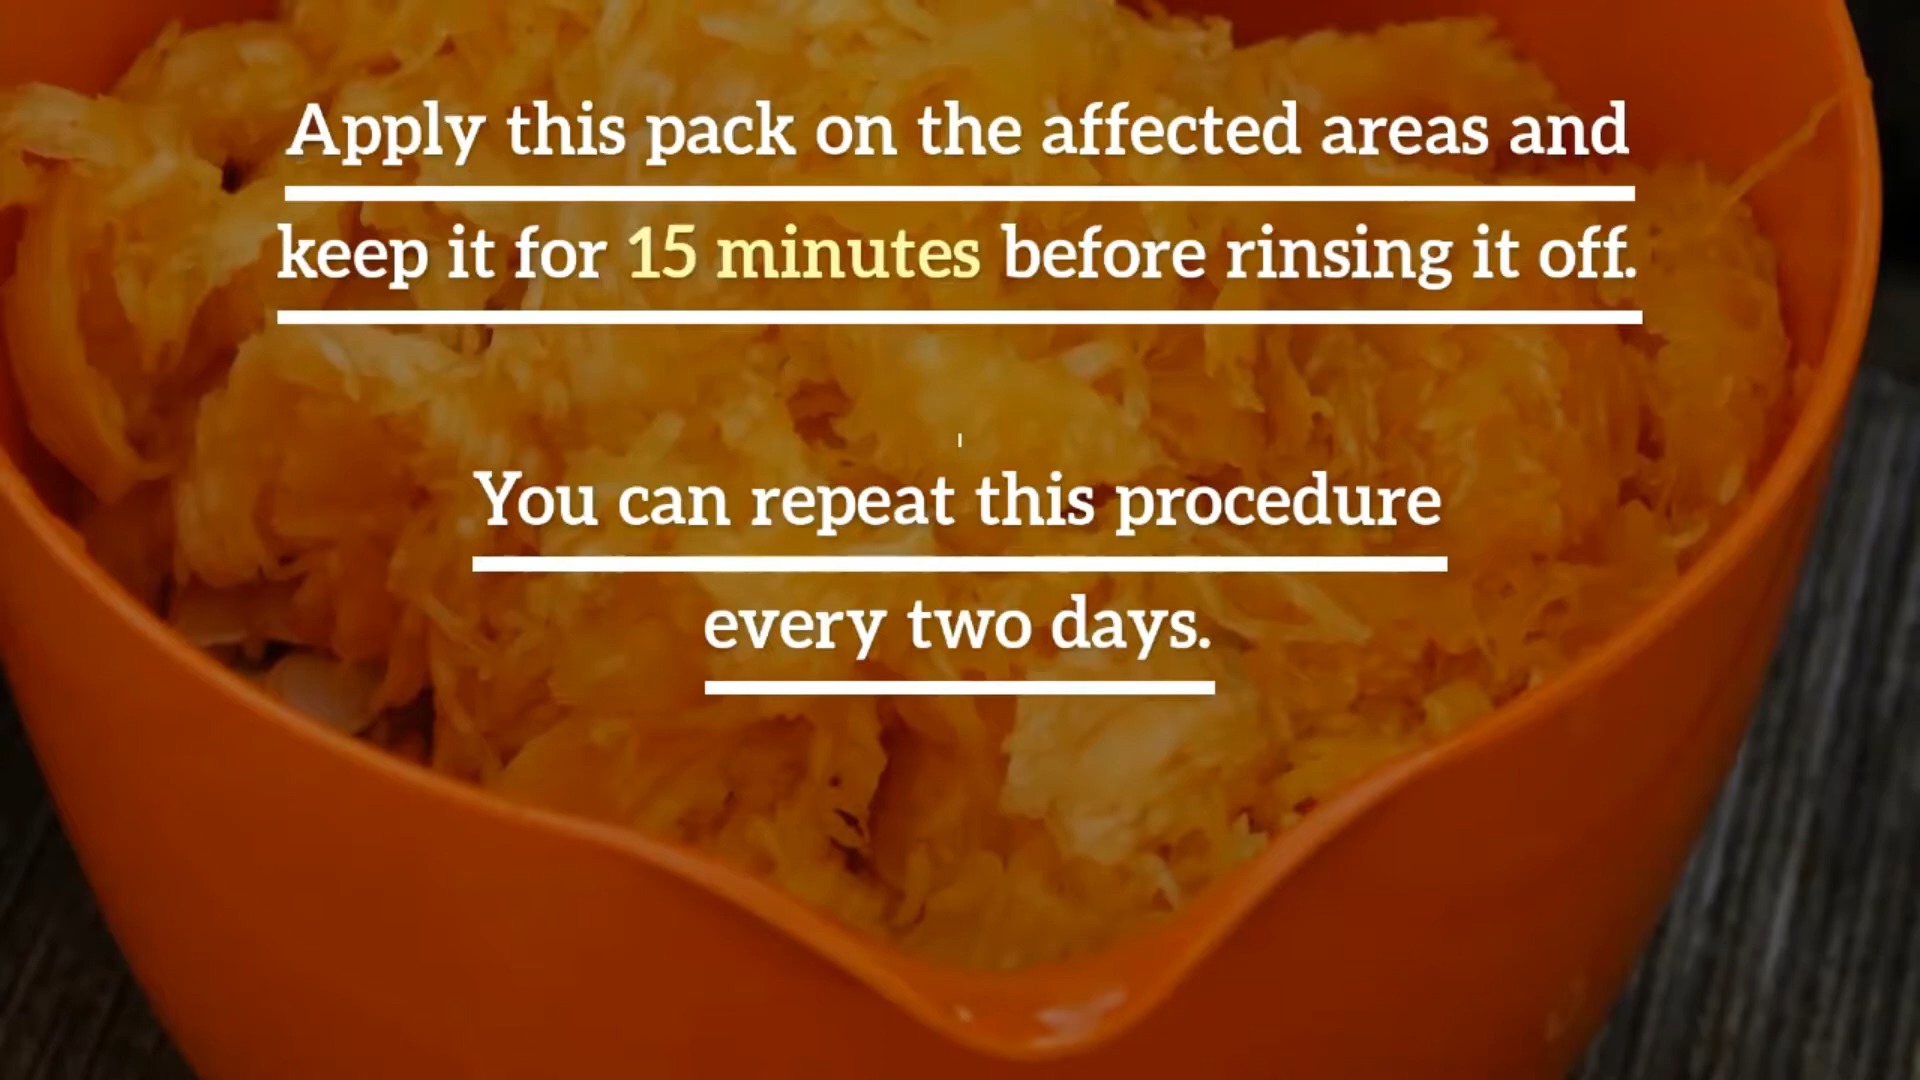 Apply this pack on the affected areas and
keep it for 15 minutes before rinsing it off.
You can repeat this procedure
every two days.